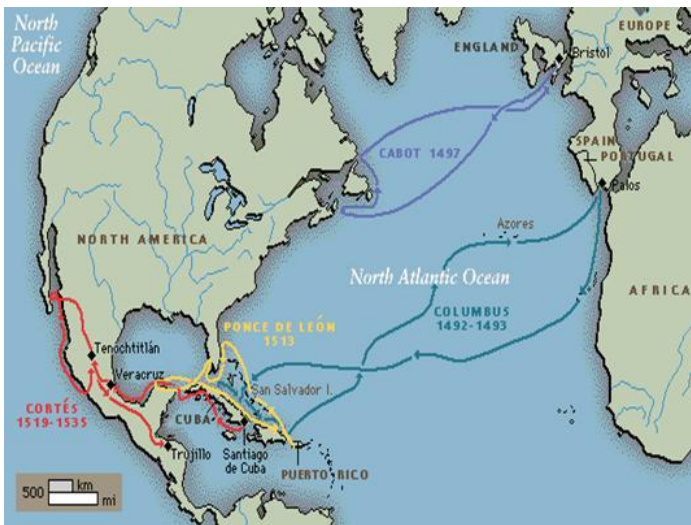 North
Pacific
Ocean
EUROPE
ENGLAND
Bristol
CABOT 1497
SPAIN
PORTUGAL
Palos
Azores
NORTH AMERICA
North Atlantic Ocean
AFRICA
COLUMBUS
1492-1493
PONCE DE LEÓN
1513
Tenochtitlán
Veracruz
San Salvador I.
CORTÉS
1519-1535
CUBA
Trujillo
Santiago
de Cuba
PUERTO RICO
500 km
mi